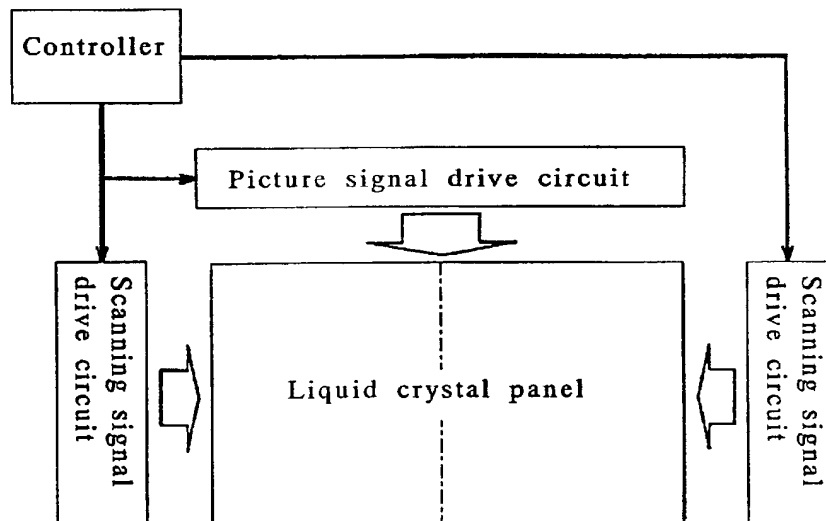 Controller
Picture signal drive circuit
Scanning signal
drive circuit
Liquid crystal panel
Scanning signal
drive circuit